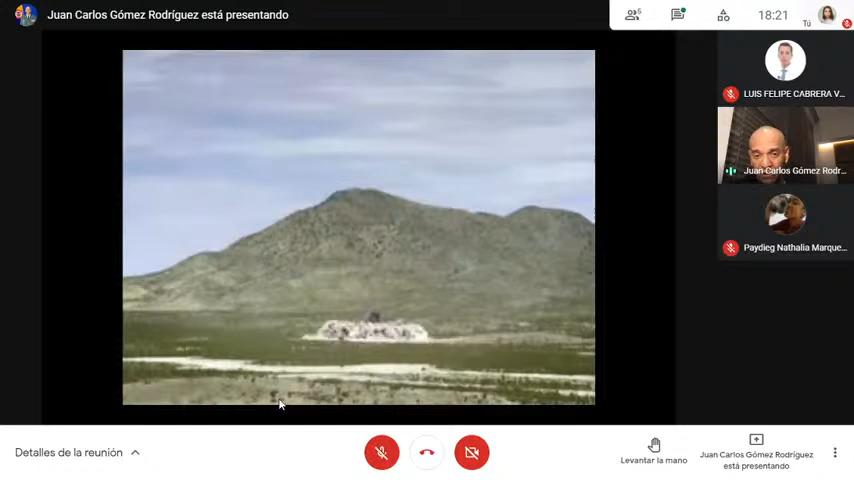 Juan Carlos Gómez Rodríguez está presentando
6
18:21
Tú
LUIS FELIPE CABRERA V...
Juan Carlos Gómez Rodr...
Paydieg Nathalia Marque...
Detalles de la reunión
Levantar la mano
Juan Carlos Gómez Rodríguez
está presentando